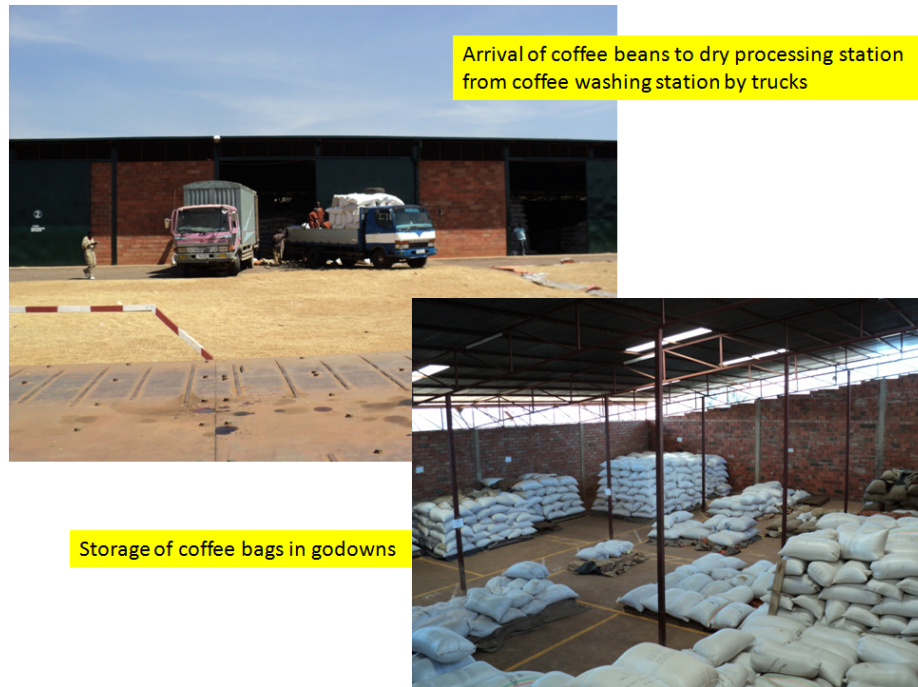 Arrival of coffee beans to dry processing station
from coffee washing station by trucks
2
Storage of coffee bags in godowns